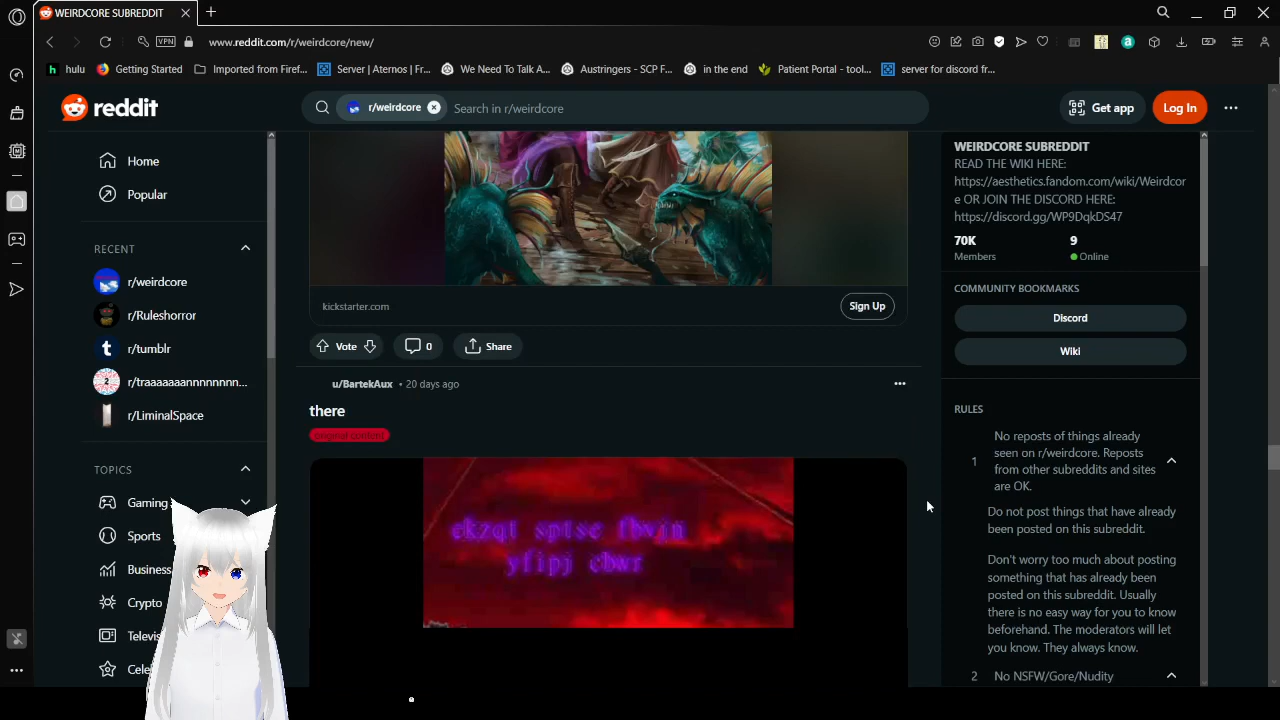 WEIRDCORE SUBREDDIT
VPN
www.reddit.com/r/weirdcore/new/
a
h hulu
Getting Started
Imported from Firef...
Server | Aternos | Fr...
We Need To Talk A...
Austringers - SCP F...
in the end
Patient Portal - tool...
server for discord fr...
reddit
r/weirdcore
Search in r/weirdcore
Get app
Log In
Home
Popular
RECENT
r/weirdcore
r/Ruleshorror
t r/tumblr
2 r/traaaaaaannnnnnnn...
r/LiminalSpace
TOPICS
Gaming
Sports
Business
Crypto
Televis
Celeb
kickstarter.com
Sign Up
Vote
0
Share
u/BartekAux • 20 days ago
there
original content
ekzqt sptse fbvjn
yfipj cbwr
WEIRDCORE SUBREDDIT
READ THE WIKI HERE:
https://aesthetics.fandom.com/wiki/Weirdcor
e OR JOIN THE DISCORD HERE:
https://discord.gg/WP9DqkDS47
70K
Members
9
Online
COMMUNITY BOOKMARKS
Discord
Wiki
RULES
1
No reposts of things already
seen on r/weirdcore. Reposts
from other subreddits and sites
are OK.
Do not post things that have already
been posted on this subreddit.
Don't worry too much about posting
something that has already been
posted on this subreddit. Usually
there is no easy way for you to know
beforehand. The moderators will let
you know. They always know.
2
No NSFW/Gore/Nudity